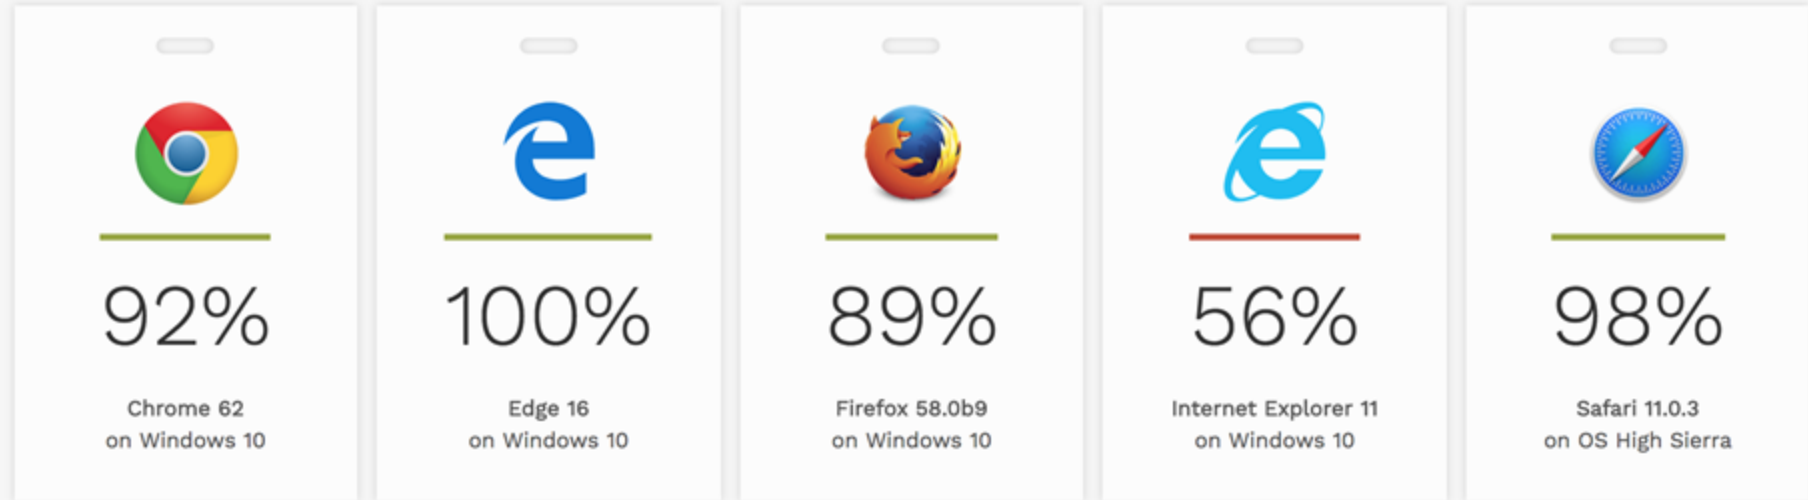 92%
Chrome 62
on Windows 10
100%
Edge 16
on Windows 10
89%
Firefox 58.0b9
on Windows 10
56%
Internet Explorer 11
on Windows 10
98%
Safari 11.0.3
on OS High Sierra